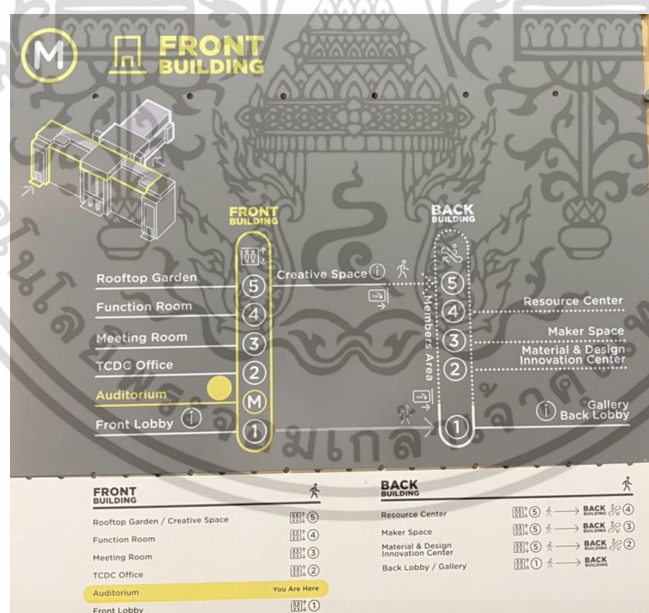 M FRONT
BUILDING
FRONT
BUILDING
BACK
BUILDING
Rooftop Garden 5 Creative Space i 5
Function Room 4 4 Resource Center
Meeting Room 3 3 Maker Space
TCDC Office 2 2 Material & Design
Innovation Center
Auditorium M
Members Area
Front Lobby i 1 1 i Gallery
Back Lobby
FRONT
BUILDING
Rooftop Garden / Creative Space 5
Function Room 4
Meeting Room 3
TCDC Office 2
Auditorium You Are Here
Front Lobby 1
BACK
BUILDING
Resource Center 5 → BACK BUILDING 4
Maker Space 5 → BACK BUILDING 3
Material & Design
Innovation Center 5 → BACK BUILDING 2
Back Lobby / Gallery 1 → BACK BUILDING